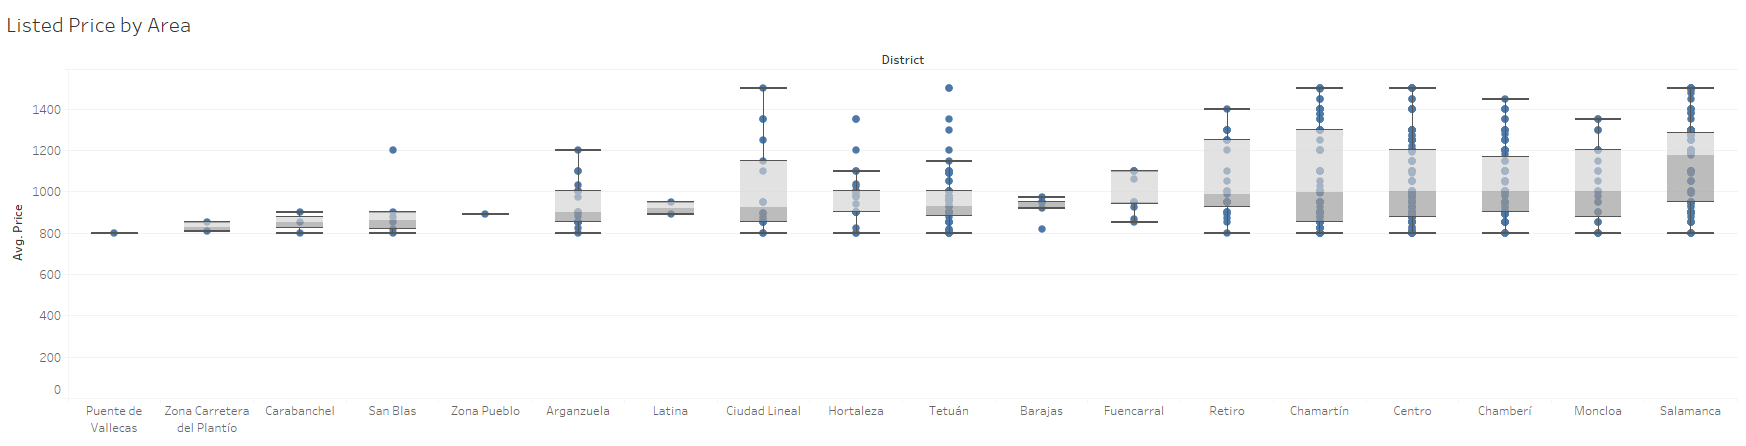 Listed Price by Area
District
Avg. Price
1400
1200
1000
800
600
400
200
0
Puente de
Vallecas
Zona Carretera
del Plantío
Carabanchel
San Blas
Zona Pueblo
Arganzuela
Latina
Ciudad Lineal
Hortaleza
Tetuán
Barajas
Fuencarral
Retiro
Chamartín
Centro
Chamberí
Moncloa
Salamanca